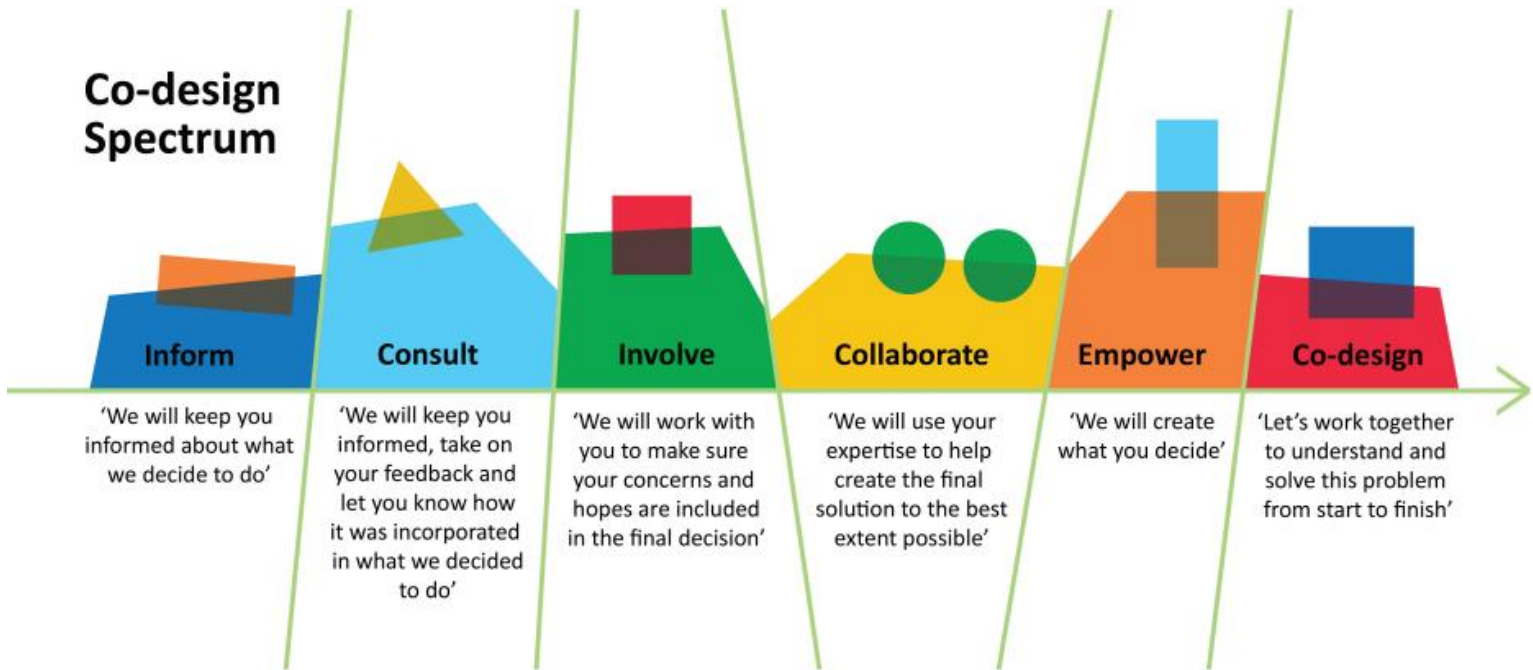 Co-design
Spectrum
Inform
‘We will keep you
informed about what
we decide to do’
Consult
‘We will keep you
informed, take on
your feedback and
let you know how
it was incorporated
in what we decided
to do’
Involve
‘We will work with
you to make sure
your concerns and
hopes are included
in the final decision’
Collaborate
‘We will use your
expertise to help
create the final
solution to the best
extent possible’
Empower
‘We will create
what you decide’
Co-design
‘Let’s work together
to understand and
solve this problem
from start to finish’